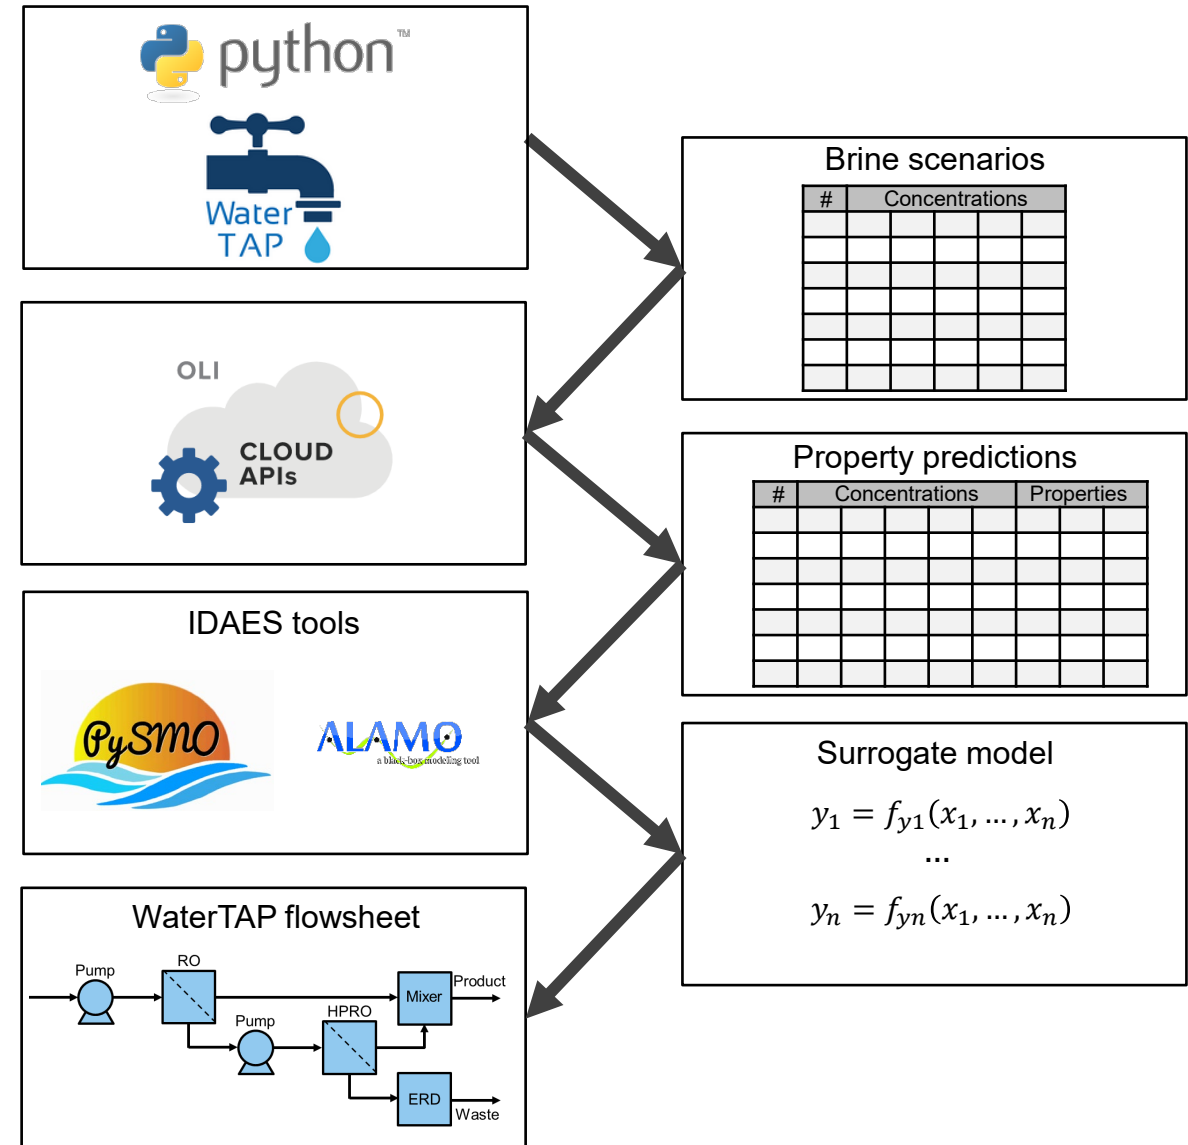 python™
Water
TAP
Brine scenarios
# Concentrations
OLI
CLOUD
APIs
Property predictions
# Concentrations Properties
IDAES tools
PySMO
ALAMO
a black-box modeling tool
Surrogate model
y₁ = f_y1(x₁, … , xₙ)
...
yₙ = f_yn(x₁, … , xₙ)
WaterTAP flowsheet
Pump
RO
Mixer
Product
Pump
HPRO
ERD
Waste